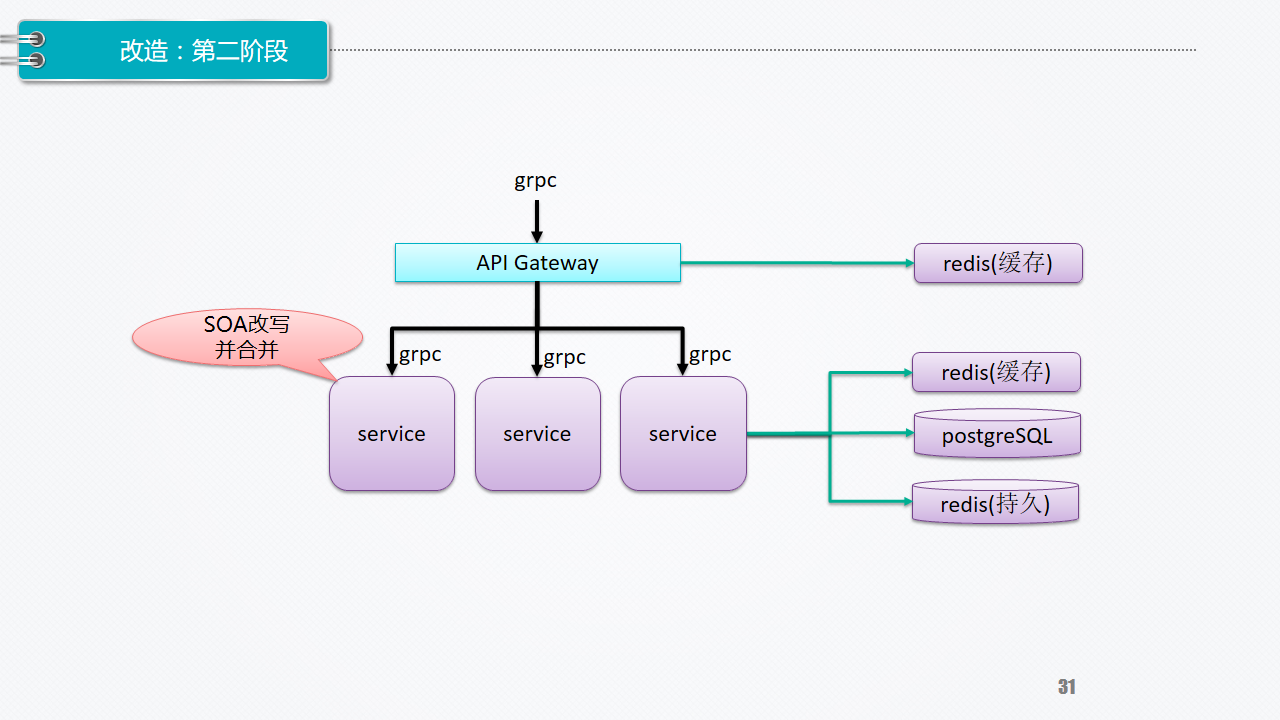 改造：第二阶段
grpc
API Gateway
redis(缓存)
SOA改写
并合并
grpc
grpc
grpc
redis(缓存)
service
service
service
postgreSQL
redis(持久)
31